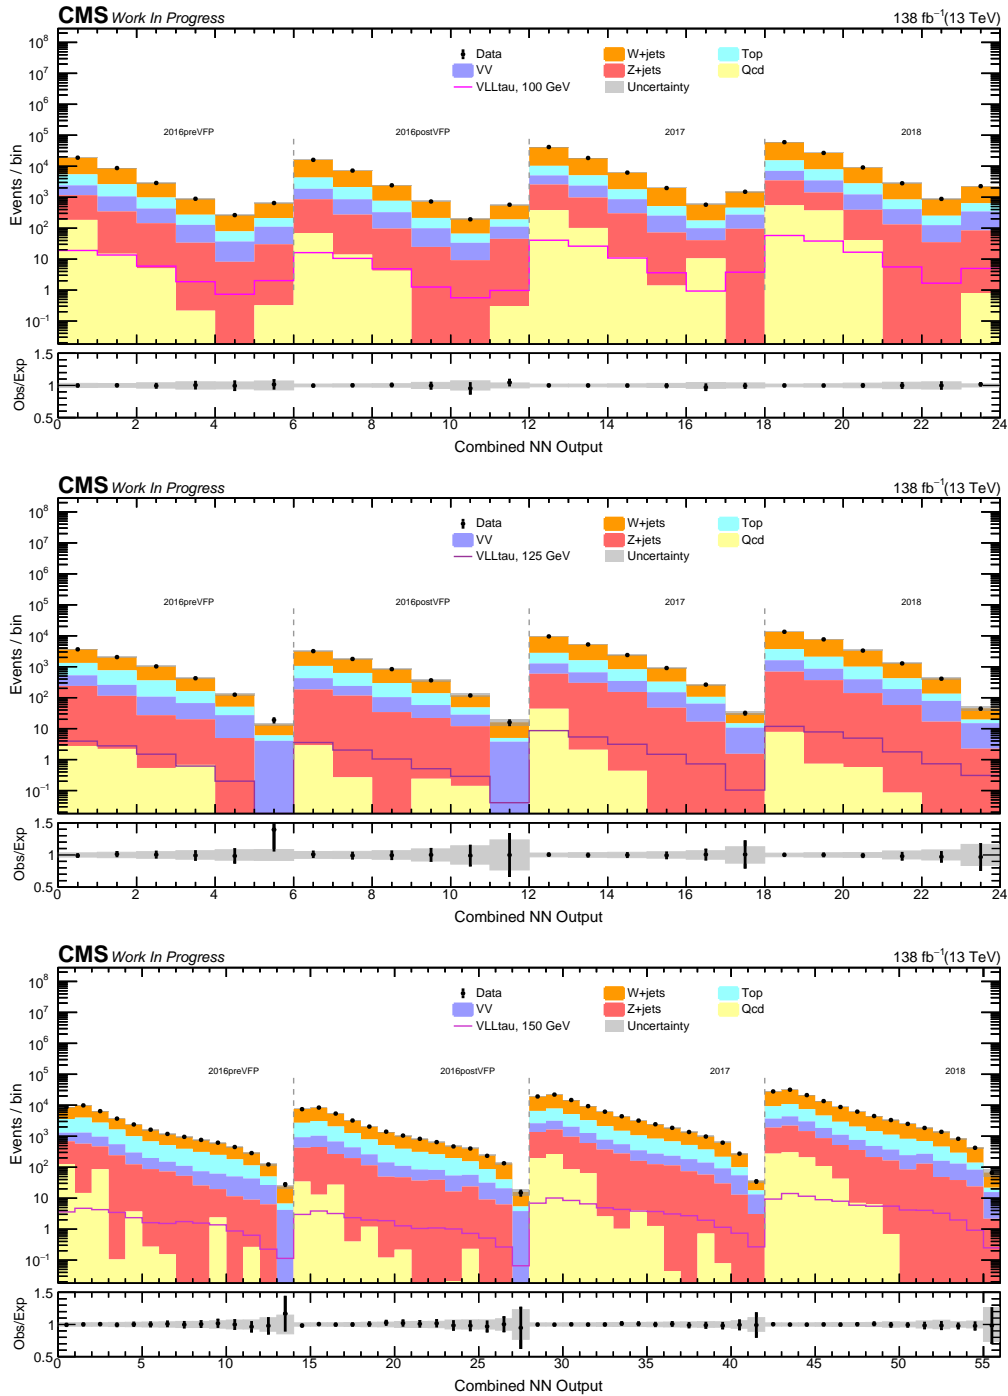 CMS Work In Progress 138 fb⁻¹(13 TeV)
Data W+jets Top
VV Z+jets Qcd
VLLtau, 100 GeV Uncertainty
2016preVFP 2016postVFP 2017 2018
Events / bin
10⁸
10⁷
10⁶
10⁵
10⁴
10³
10²
10
1
10⁻¹
Obs/Exp
1.5
1
0.5
0 2 4 6 8 10 12 14 16 18 20 22 24
Combined NN Output
CMS Work In Progress 138 fb⁻¹(13 TeV)
Data W+jets Top
VV Z+jets Qcd
VLLtau, 125 GeV Uncertainty
2016preVFP 2016postVFP 2017 2018
Events / bin
10⁸
10⁷
10⁶
10⁵
10⁴
10³
10²
10
1
10⁻¹
Obs/Exp
1.5
1
0.5
0 2 4 6 8 10 12 14 16 18 20 22 24
Combined NN Output
CMS Work In Progress 138 fb⁻¹(13 TeV)
Data W+jets Top
VV Z+jets Qcd
VLLtau, 150 GeV Uncertainty
2016preVFP 2016postVFP 2017 2018
Events / bin
10⁸
10⁷
10⁶
10⁵
10⁴
10³
10²
10
1
10⁻¹
Obs/Exp
1.5
1
0.5
0 5 10 15 20 25 30 35 40 45 50 55
Combined NN Output